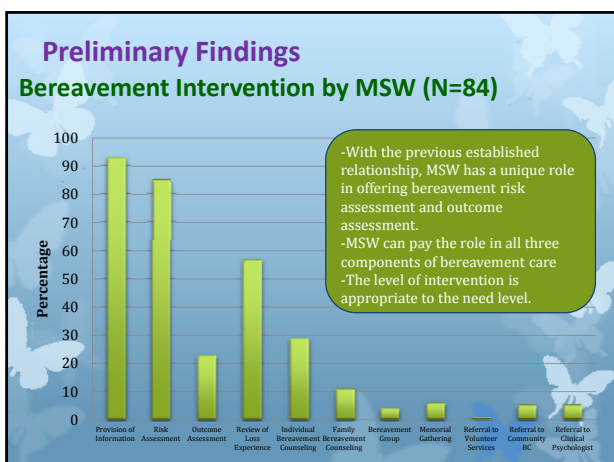 Preliminary Findings
Bereavement Intervention by MSW (N=84)
-With the previous established
relationship, MSW has a unique role
in offering bereavement risk
assessment and outcome
assessment.
-MSW can pay the role in all three
components of bereavement care
-The level of intervention is
appropriate to the need level.
Percentage
100
90
80
70
60
50
40
30
20
10
0
Provision of
Information
Risk
Assessment
Outcome
Assessment
Review of
Loss
Experience
Individual
Bereavement
Counseling
Family
Bereavement
Counseling
Bereavement
Group
Memorial
Gathering
Referral to
Volunteer
Services
Referral to
Community
BC
Referral to
Clinical
Psychologist